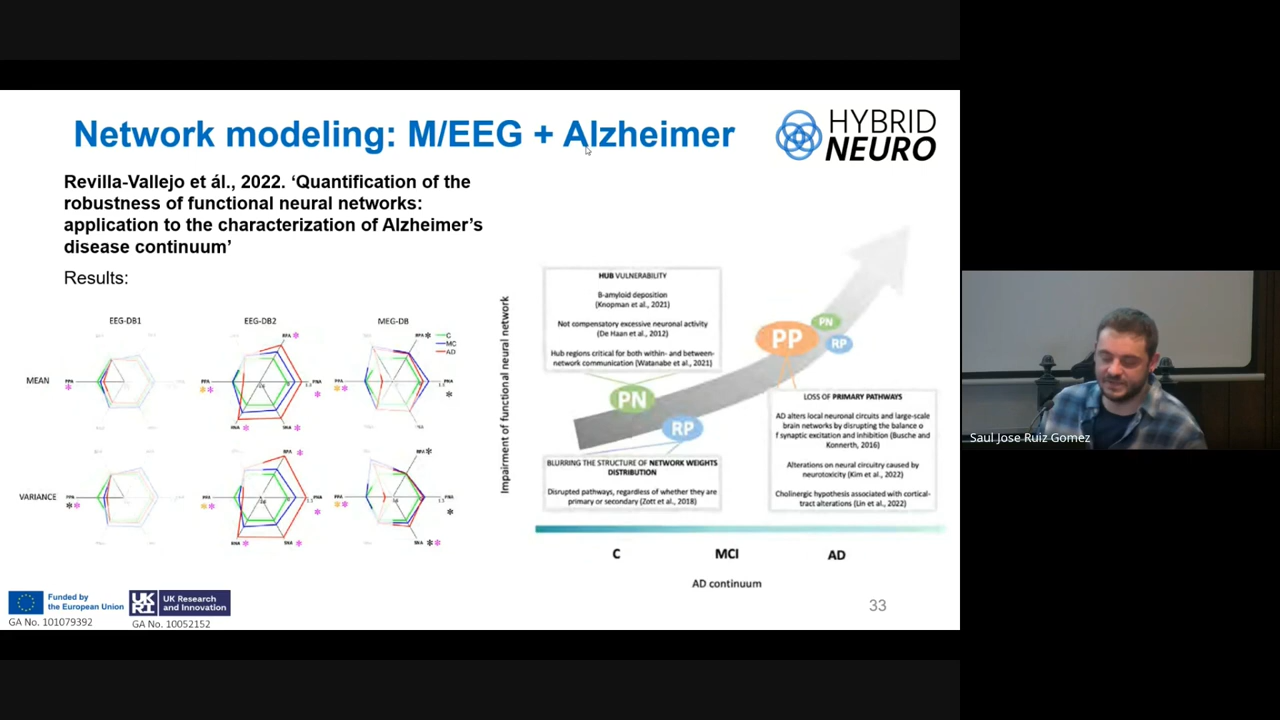 Network modeling: M/EEG + Alzheimer
HYBRID
NEURO
Revilla-Vallejo et ál., 2022. ‘Quantification of the
robustness of functional neural networks:
application to the characterization of Alzheimer’s
disease continuum’
Results:
EEG-DB1
EEG-DB2
MEG-DB
C
MC
AD
MEAN
VARIANCE
Impairment of functional neural network
HUB VULNERABILITY
B-amyloid deposition
(Knopman et al., 2021)
Not compensatory excessive neuronal activity
(De Haan et al., 2012)
Hub regions critical for both within- and between-
network communication (Watanabe et al., 2021)
PN
RP
PP
PN
RP
BLURRING THE STRUCTURE OF NETWORK WEIGHTS
DISTRIBUTION
Disrupted pathways, regardless of whether they are
primary or secondary (Zott et al., 2018)
LOSS OF PRIMARY PATHWAYS
AD alters local neuronal circuits and large-scale
brain networks by disrupting the balance o
f synaptic excitation and inhibition (Busche and
Konnerth, 2016)
Alterations on neural circuitry caused by
neurotoxicity (Kim et al., 2022)
Cholinergic hypothesis associated with cortical-
tract alterations (Lin et al., 2022)
C
MCI
AD
AD continuum
33
Funded by
the European Union
GA No. 101079392
UK
RI
UK Research
and Innovation
GA No. 10052152
Saul Jose Ruiz Gomez